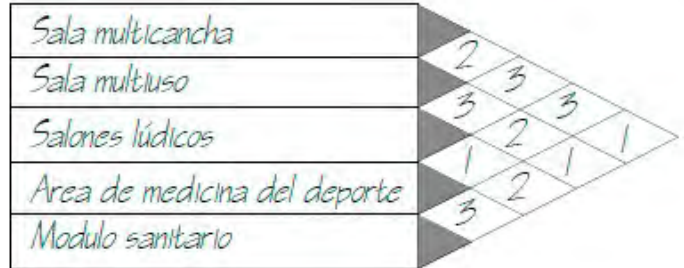 Sala multicancha
2
Sala multiuso 3
3 3
Salones lúdicos 2 1
1 1
Area de medicina del deporte 2
3
Modulo sanitario